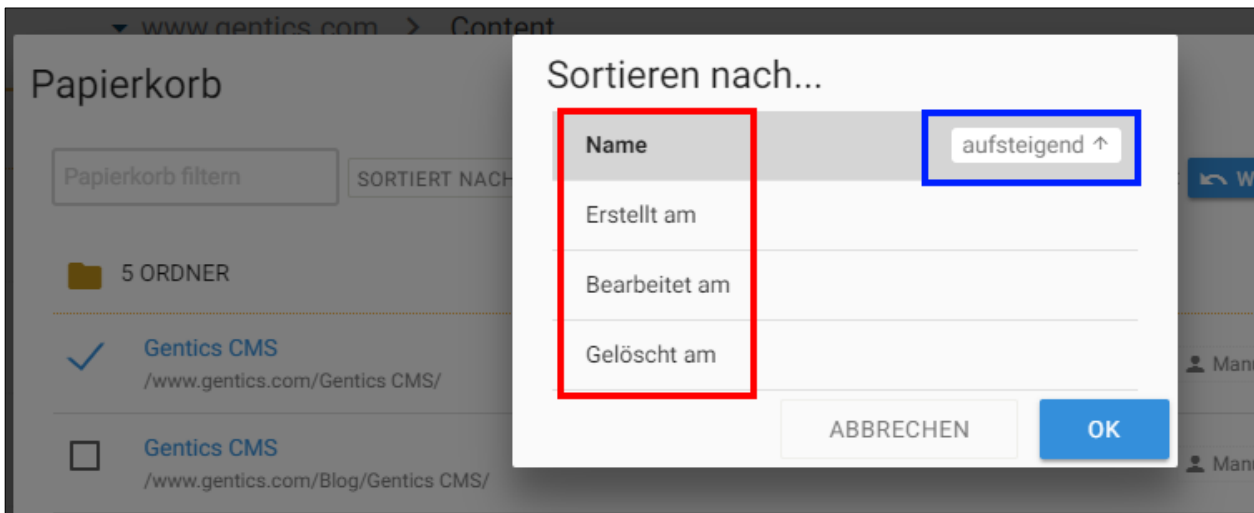 www.gentics.com > Content
Papierkorb
Papierkorb filtern
SORTIERT NACH
5 ORDNER
Gentics CMS
/www.gentics.com/Gentics CMS/
Gentics CMS
/www.gentics.com/Blog/Gentics CMS/
Sortieren nach...
Name
aufsteigend ↑
Erstellt am
Bearbeitet am
Gelöscht am
ABBRECHEN
OK